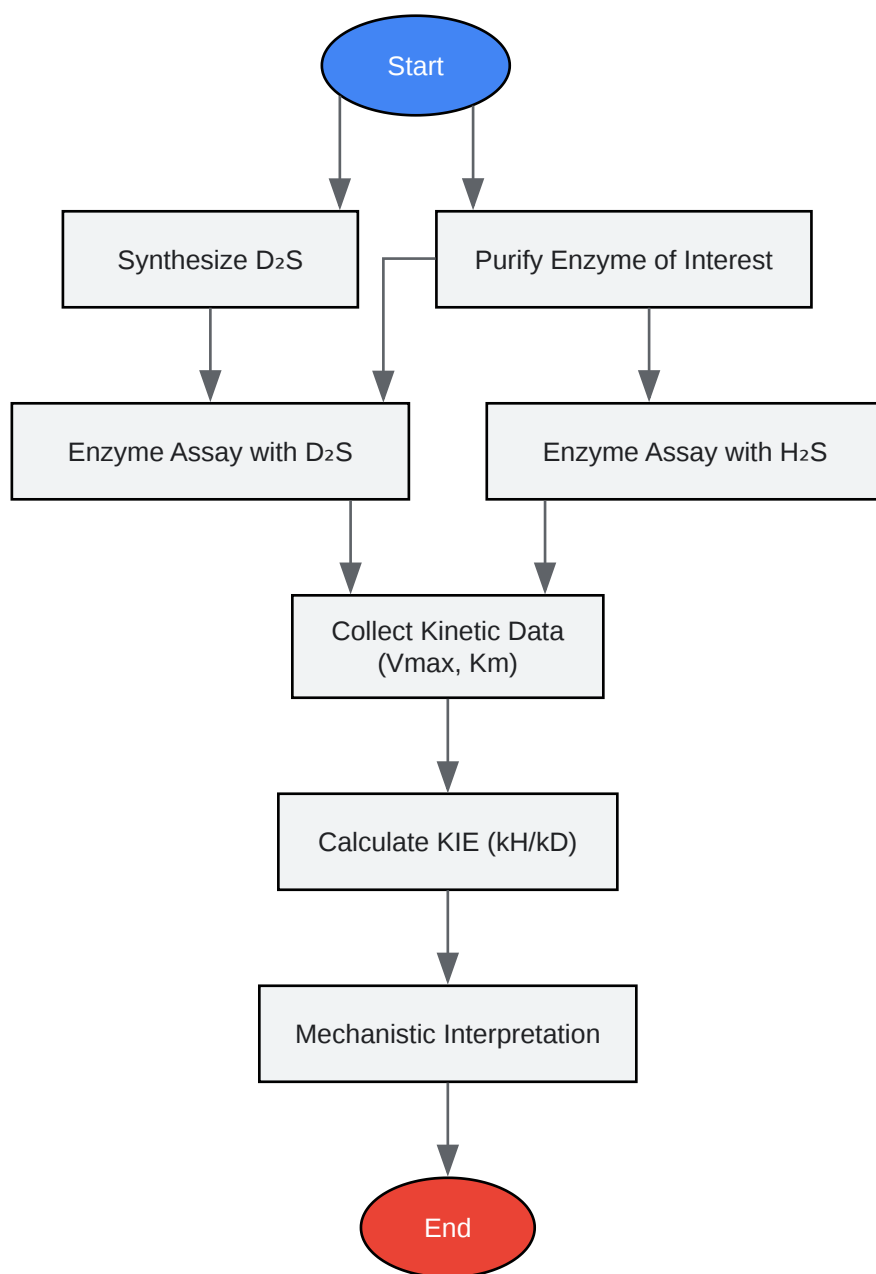 Start
Synthesize D₂S
Purify Enzyme of Interest
Enzyme Assay with D₂S
Enzyme Assay with H₂S
Collect Kinetic Data
(Vmax, Km)
Calculate KIE (kH/kD)
Mechanistic Interpretation
End